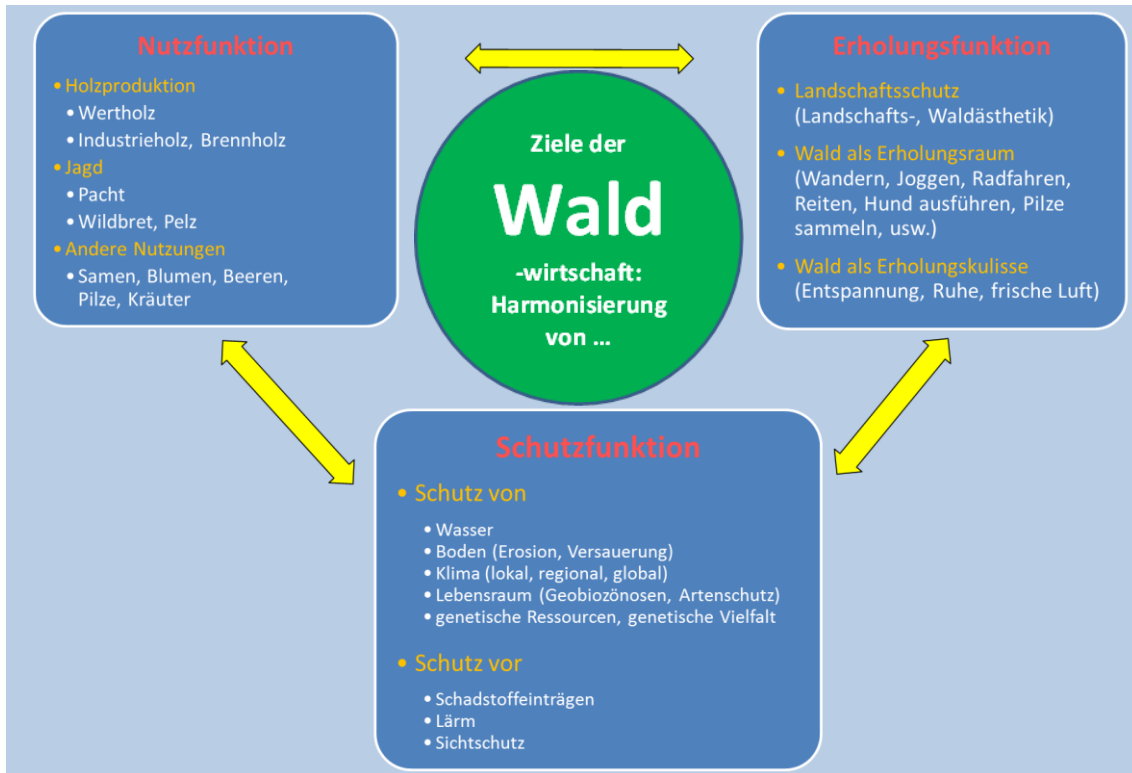 Nutzfunktion
•Holzproduktion
•Wertholz
•Industrieholz, Brennholz
•Jagd
•Pacht
•Wildbret, Pelz
•Andere Nutzungen
•Samen, Blumen, Beeren,
Pilze, Kräuter
Ziele der
Wald
-wirtschaft:
Harmonisierung
von …
Erholungsfunktion
• Landschaftsschutz
(Landschafts-, Waldästhetik)
• Wald als Erholungsraum
(Wandern, Joggen, Radfahren,
Reiten, Hund ausführen, Pilze
sammeln, usw.)
• Wald als Erholungskulisse
(Entspannung, Ruhe, frische Luft)
Schutzfunktion
• Schutz von
• Wasser
• Boden (Erosion, Versauerung)
• Klima (lokal, regional, global)
• Lebensraum (Geobiozönosen, Artenschutz)
• genetische Ressourcen, genetische Vielfalt
• Schutz vor
• Schadstoffeinträgen
• Lärm
• Sichtschutz